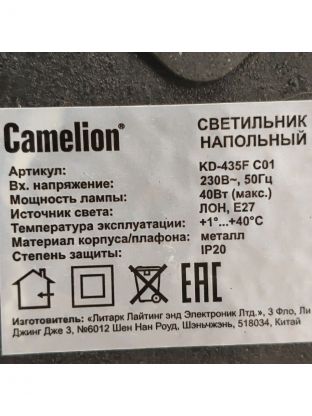 Camelion®
СВЕТИЛЬНИК
НАПОЛЬНЫЙ
Артикул: KD-435F C01
Вх. напряжение: 230В~, 50Гц
Мощность лампы: 40Вт (макс.)
Источник света: ЛОН, E27
Температура эксплуатации: +1°...+40°C
Материал корпуса/плафона: металл
Степень защиты: IP20
EAC
Изготовитель: «Литарк Лайтинг энд Электроник Лтд.», 3 Фло, Ли
Джинг Дже 3, №6012 Шен Нан Роуд, Шэньчжэнь, 518034, Китай